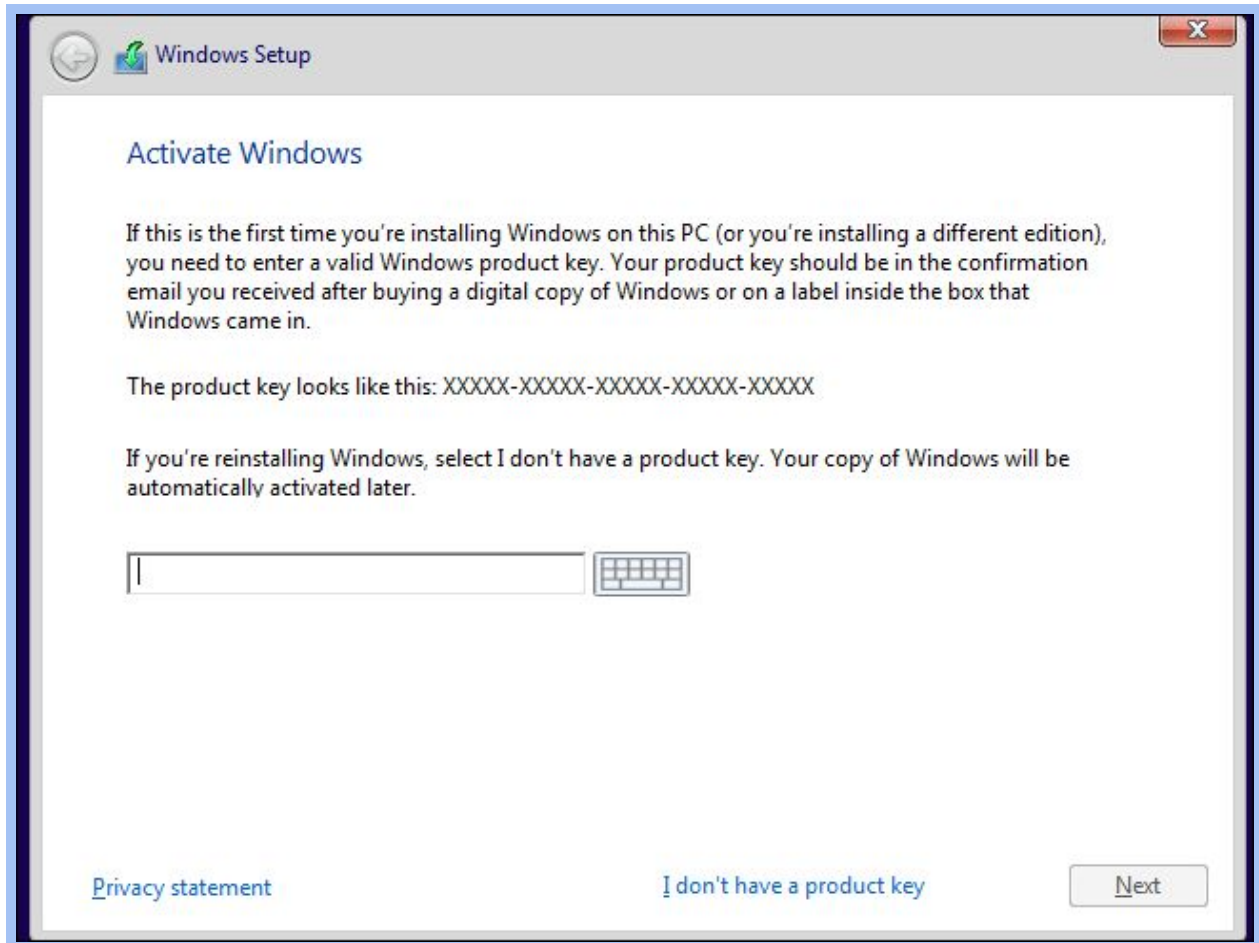 Windows Setup
Activate Windows
If this is the first time you're installing Windows on this PC (or you're installing a different edition),
you need to enter a valid Windows product key. Your product key should be in the confirmation
email you received after buying a digital copy of Windows or on a label inside the box that
Windows came in.
The product key looks like this: XXXXX-XXXXX-XXXXX-XXXXX-XXXXX
If you're reinstalling Windows, select I don't have a product key. Your copy of Windows will be
automatically activated later.
Privacy statement
I don't have a product key
Next